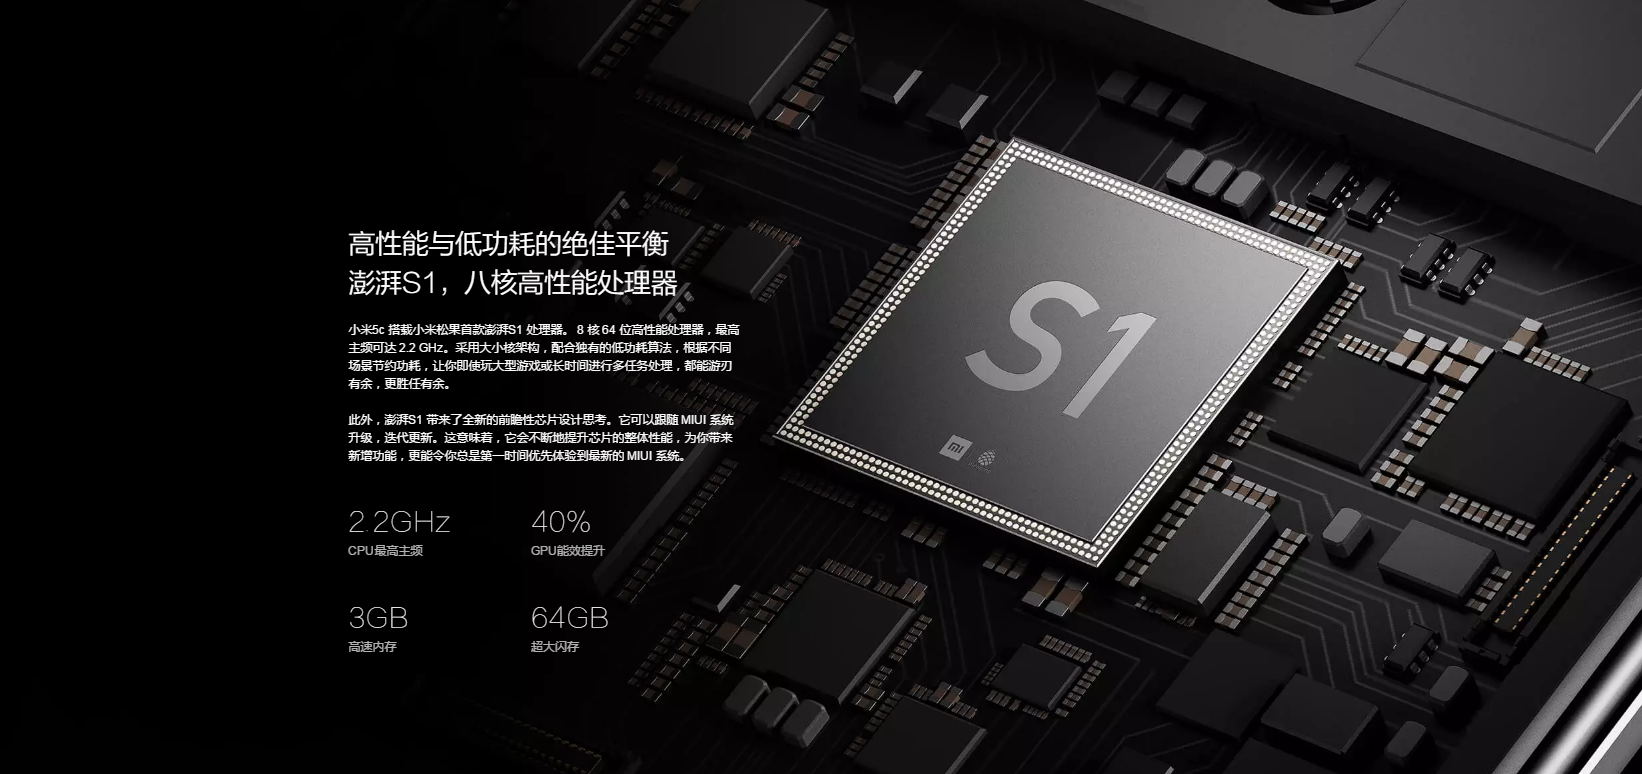 高性能与低功耗的绝佳平衡
澎湃S1，八核高性能处理器
小米5c 搭载小米松果首款澎湃S1 处理器。 8 核 64 位高性能处理器，最高
主频可达 2.2 GHz。采用大小核架构，配合独有的低功耗算法，根据不同
场景节约功耗，让你即使玩大型游戏或长时间进行多任务处理，都能游刃
有余，更胜任有余。
此外，澎湃S1 带来了全新的前瞻性芯片设计思考。它可以跟随 MIUI 系统
升级，迭代更新。这意味着，它会不断地提升芯片的整体性能，为你带来
新增功能，更能令你总是第一时间优先体验到最新的 MIUI 系统。
2.2GHz
CPU最高主频
40%
GPU能效提升
3GB
高速内存
64GB
超大闪存
S1
MI